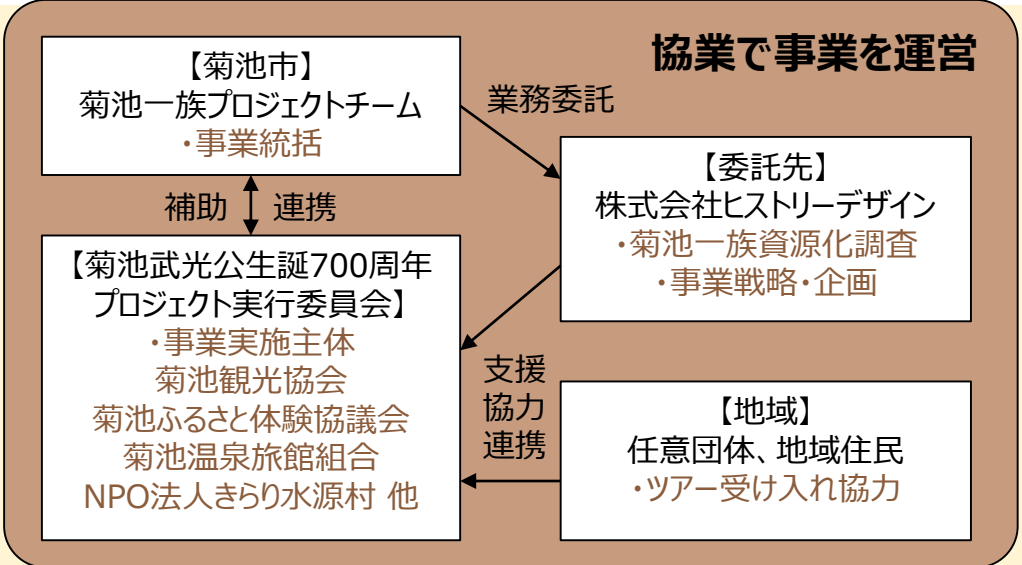 協業で事業を運営
【菊池市】
菊池一族プロジェクトチーム
・事業統括
業務委託
補助 連携
【委託先】
株式会社ヒストリーデザイン
・菊池一族資源化調査
・事業戦略・企画
【菊池武光公生誕700周年
プロジェクト実行委員会】
・事業実施主体
菊池観光協会
菊池ふるさと体験協議会
菊池温泉旅館組合
NPO法人きらり水源村 他
支援
協力
連携
【地域】
任意団体、地域住民
・ツアー受け入れ協力